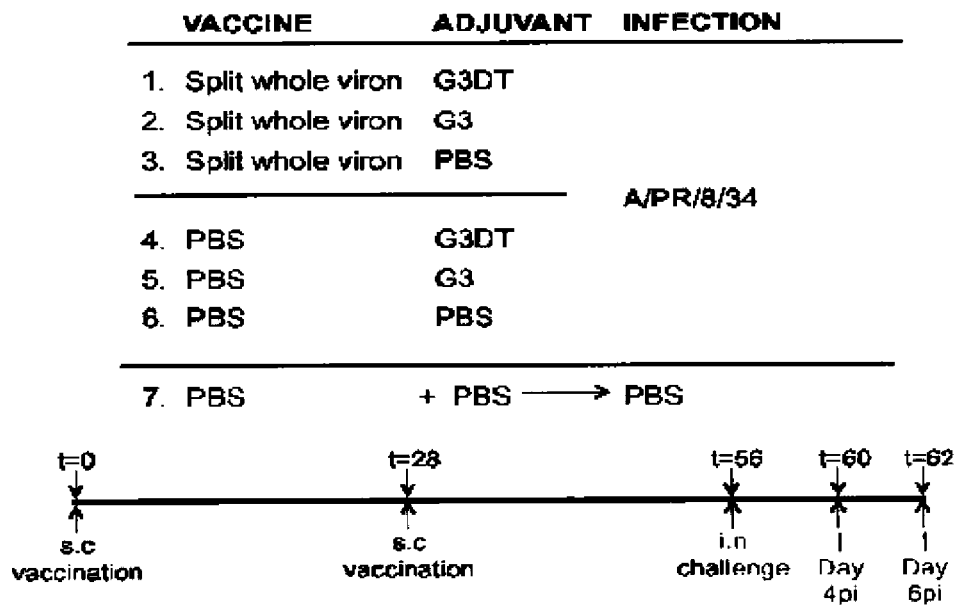 VACCINE ADJUVANT INFECTION
1. Split whole viron G3DT
2. Split whole viron G3
3. Split whole viron PBS
A/PR/8/34
4. PBS G3DT
5. PBS G3
6. PBS PBS
7. PBS + PBS → PBS
t=0 t=28 t=56 t=60 t=62
s.c s.c i.n Day Day
vaccination vaccination challenge 4pi 6pi